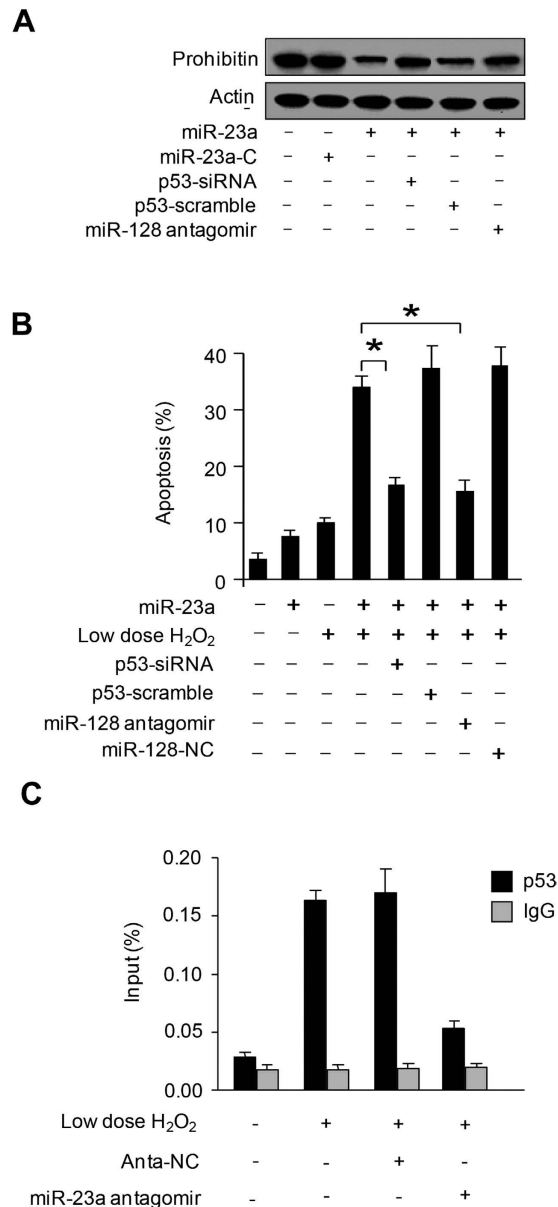 A
Prohibitin
Actin
miR-23a – – + + + +
miR-23a-C – + – – – –
p53-siRNA – – – + – –
p53-scramble – – – – + –
miR-128 antagomir – – – – – +
B
* *
Apoptosis (%)
40
30
20
10
0
miR-23a – + – + + + + +
Low dose H₂O₂ – – + + + + + +
p53-siRNA – – – – + – – –
p53-scramble – – – – – + – –
miR-128 antagomir – – – – – – + –
miR-128-NC – – – – – – – +
C
Input (%)
0.20
0.15
0.10
0.05
0.00
p53
IgG
Low dose H₂O₂ - + + +
Anta-NC - - + -
miR-23a antagomir - - - +